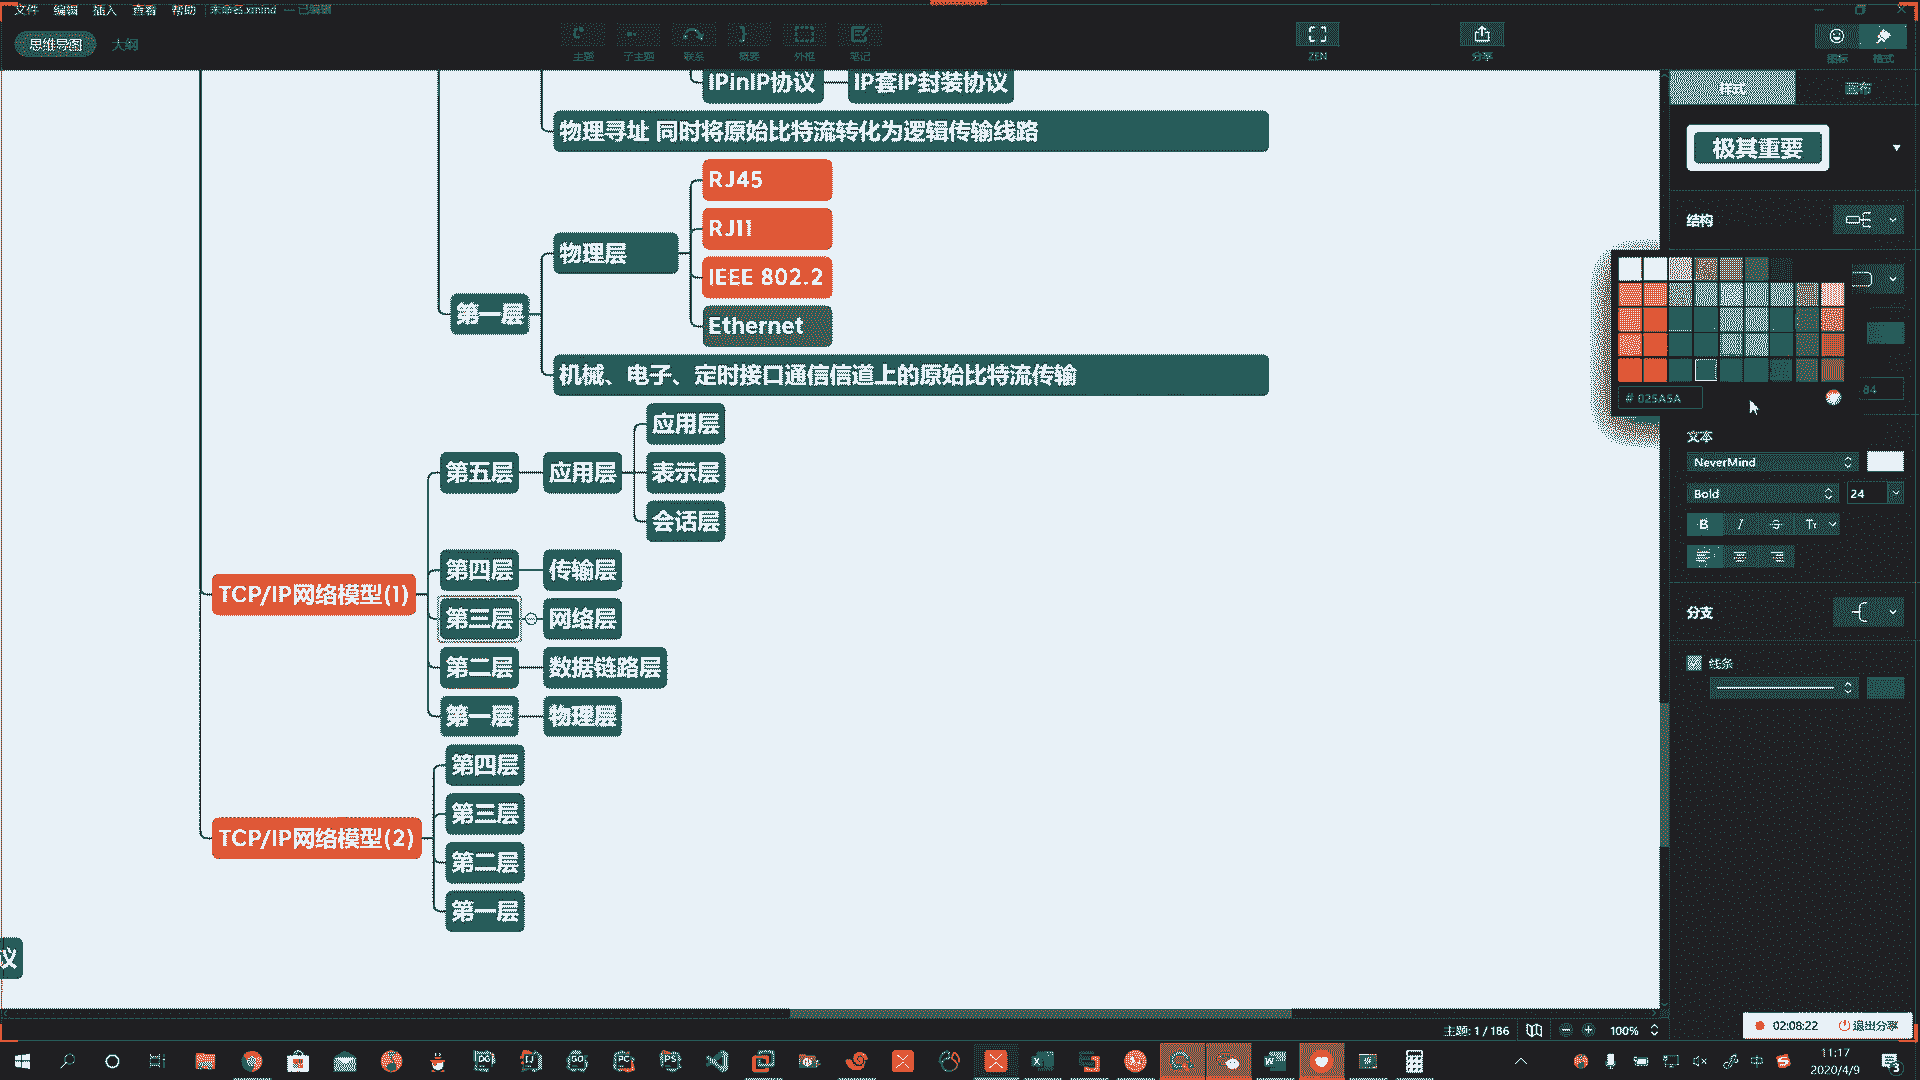 文件 编辑 插入 查看 帮助 未命名.xmind — 已编辑
思维导图 大纲
主题 子主题 联系 概要 外框 笔记 ZEN 分享 图标 格式
IPinIP协议 IP套IP封装协议
物理寻址 同时将原始比特流转化为逻辑传输线路
RJ45
RJ11
物理层
IEEE 802.2
第一层
Ethernet
机械、电子、定时接口通信信道上的原始比特流传输
应用层
第五层 应用层 表示层
会话层
第四层 传输层
TCP/IP网络模型(1)
第三层 网络层
第二层 数据链路层
第一层 物理层
第四层
第三层
TCP/IP网络模型(2)
第二层
第一层
议
样式 画布
极其重要
结构
# 025A5A
84
文本
NeverMind
Bold 24
B I S Tr
分支
线条
主题: 1 / 186 100%
02:08:22 退出分享
DG IJ GO PC PS
中
11:17
2020/4/9
3